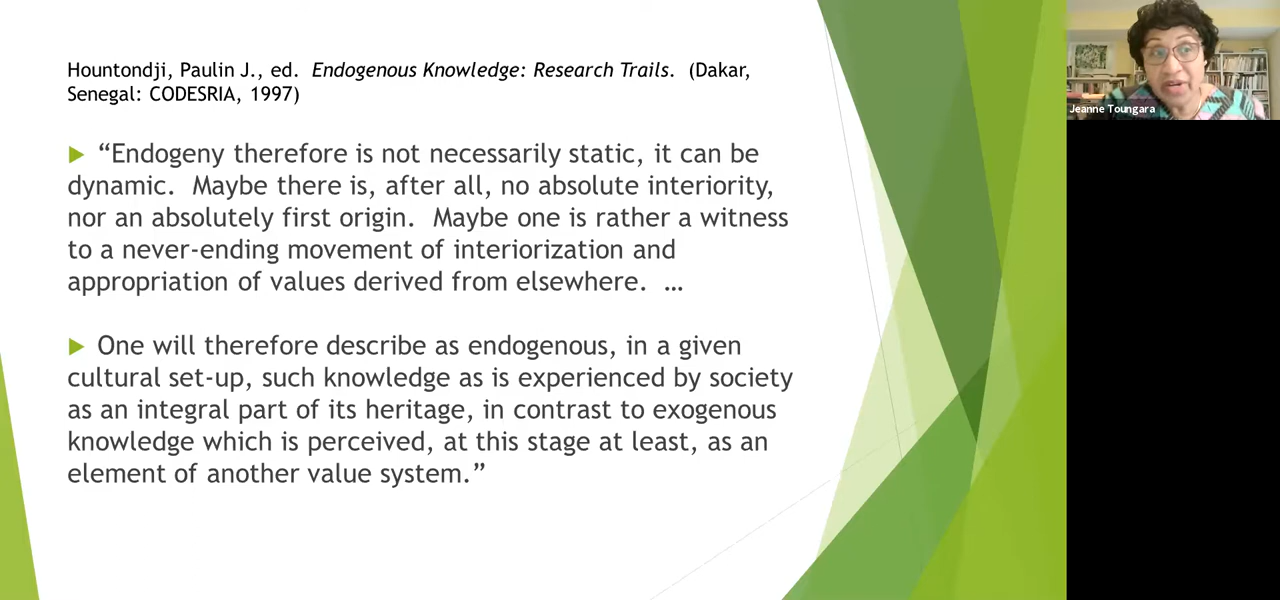 Hountondji, Paulin J., ed. Endogenous Knowledge: Research Trails. (Dakar,
Senegal: CODESRIA, 1997)
“Endogeny therefore is not necessarily static, it can be
dynamic. Maybe there is, after all, no absolute interiority,
nor an absolutely first origin. Maybe one is rather a witness
to a never-ending movement of interiorization and
appropriation of values derived from elsewhere. …
One will therefore describe as endogenous, in a given
cultural set-up, such knowledge as is experienced by society
as an integral part of its heritage, in contrast to exogenous
knowledge which is perceived, at this stage at least, as an
element of another value system.”
Jeanne Toungara